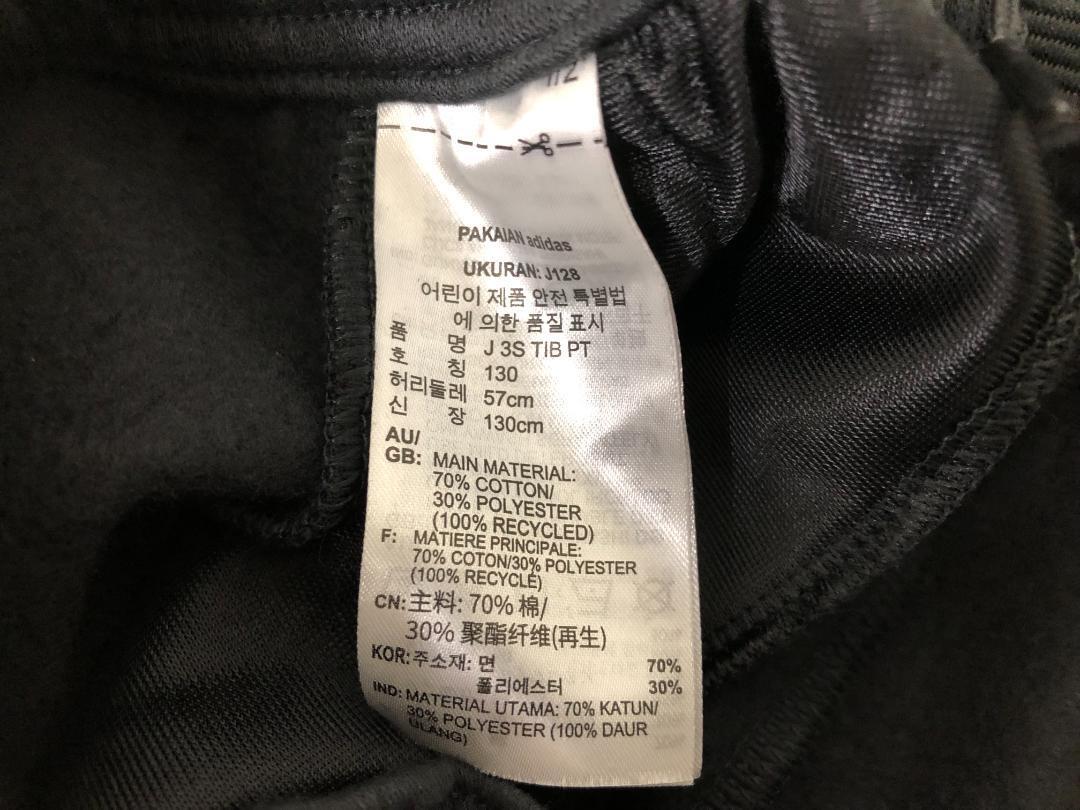 PAKAIAN adidas
UKURAN: J128
어린이 제품 안전 특별법
에 의한 품질 표시
품 명 J 3S TIB PT
호 칭 130
허리둘레 57cm
신 장 130cm
AU/
GB: MAIN MATERIAL:
70% COTTON/
30% POLYESTER
(100% RECYCLED)
F: MATIERE PRINCIPALE:
70% COTON/30% POLYESTER
(100% RECYCLÉ)
CN: 主料: 70% 棉/
30% 聚酯纤维(再生)
KOR: 주소재: 면 70%
폴리에스터 30%
IND: MATERIAL UTAMA: 70% KATUN/
30% POLYESTER (100% DAUR
ULANG)